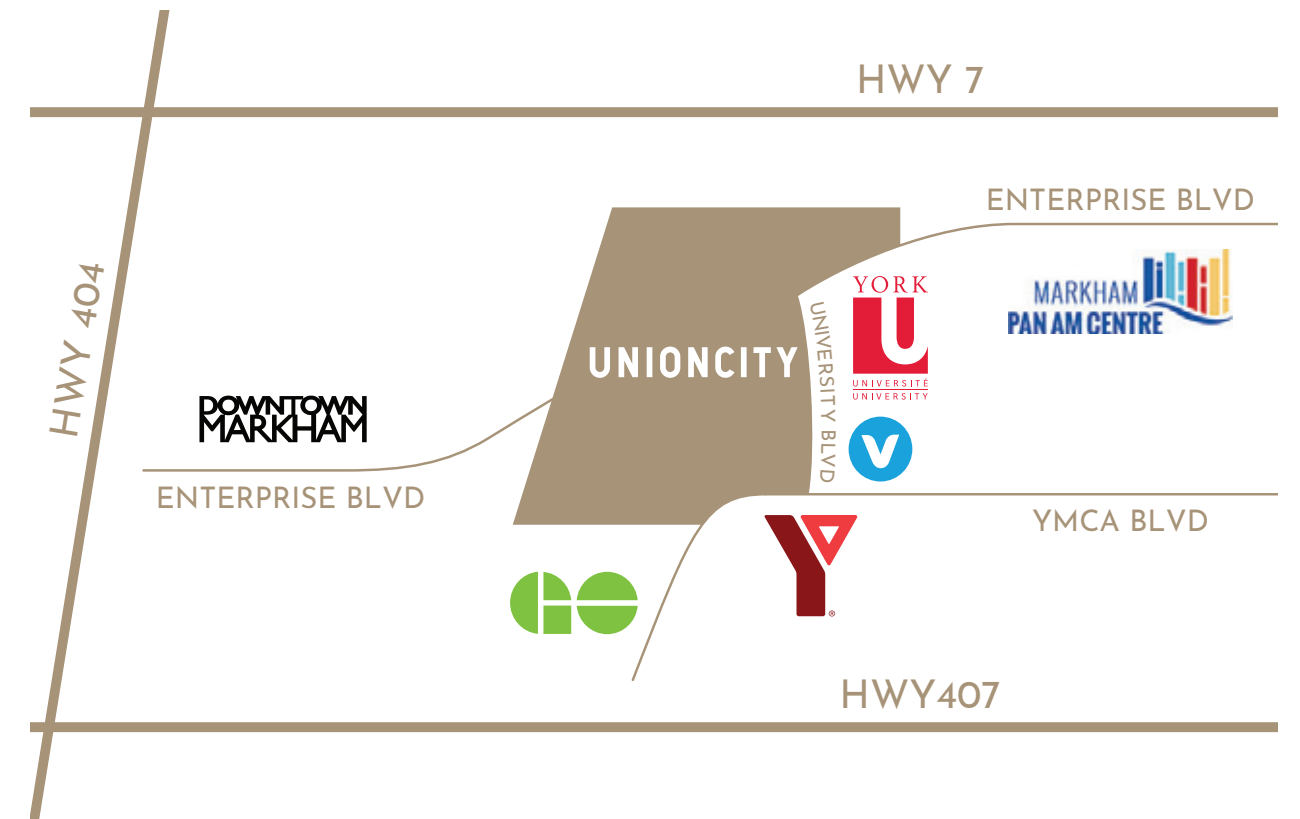 HWY 7
ENTERPRISE BLVD
HWY 404
MARKHAM
PAN AM CENTRE
YORK
U
UNIVERSITÉ
UNIVERSITY
UNIVERSITY BLVD
UNIONCITY
DOWNTOWN
MARKHAM
V
ENTERPRISE BLVD
YMCA BLVD
Y
®
GO
HWY407